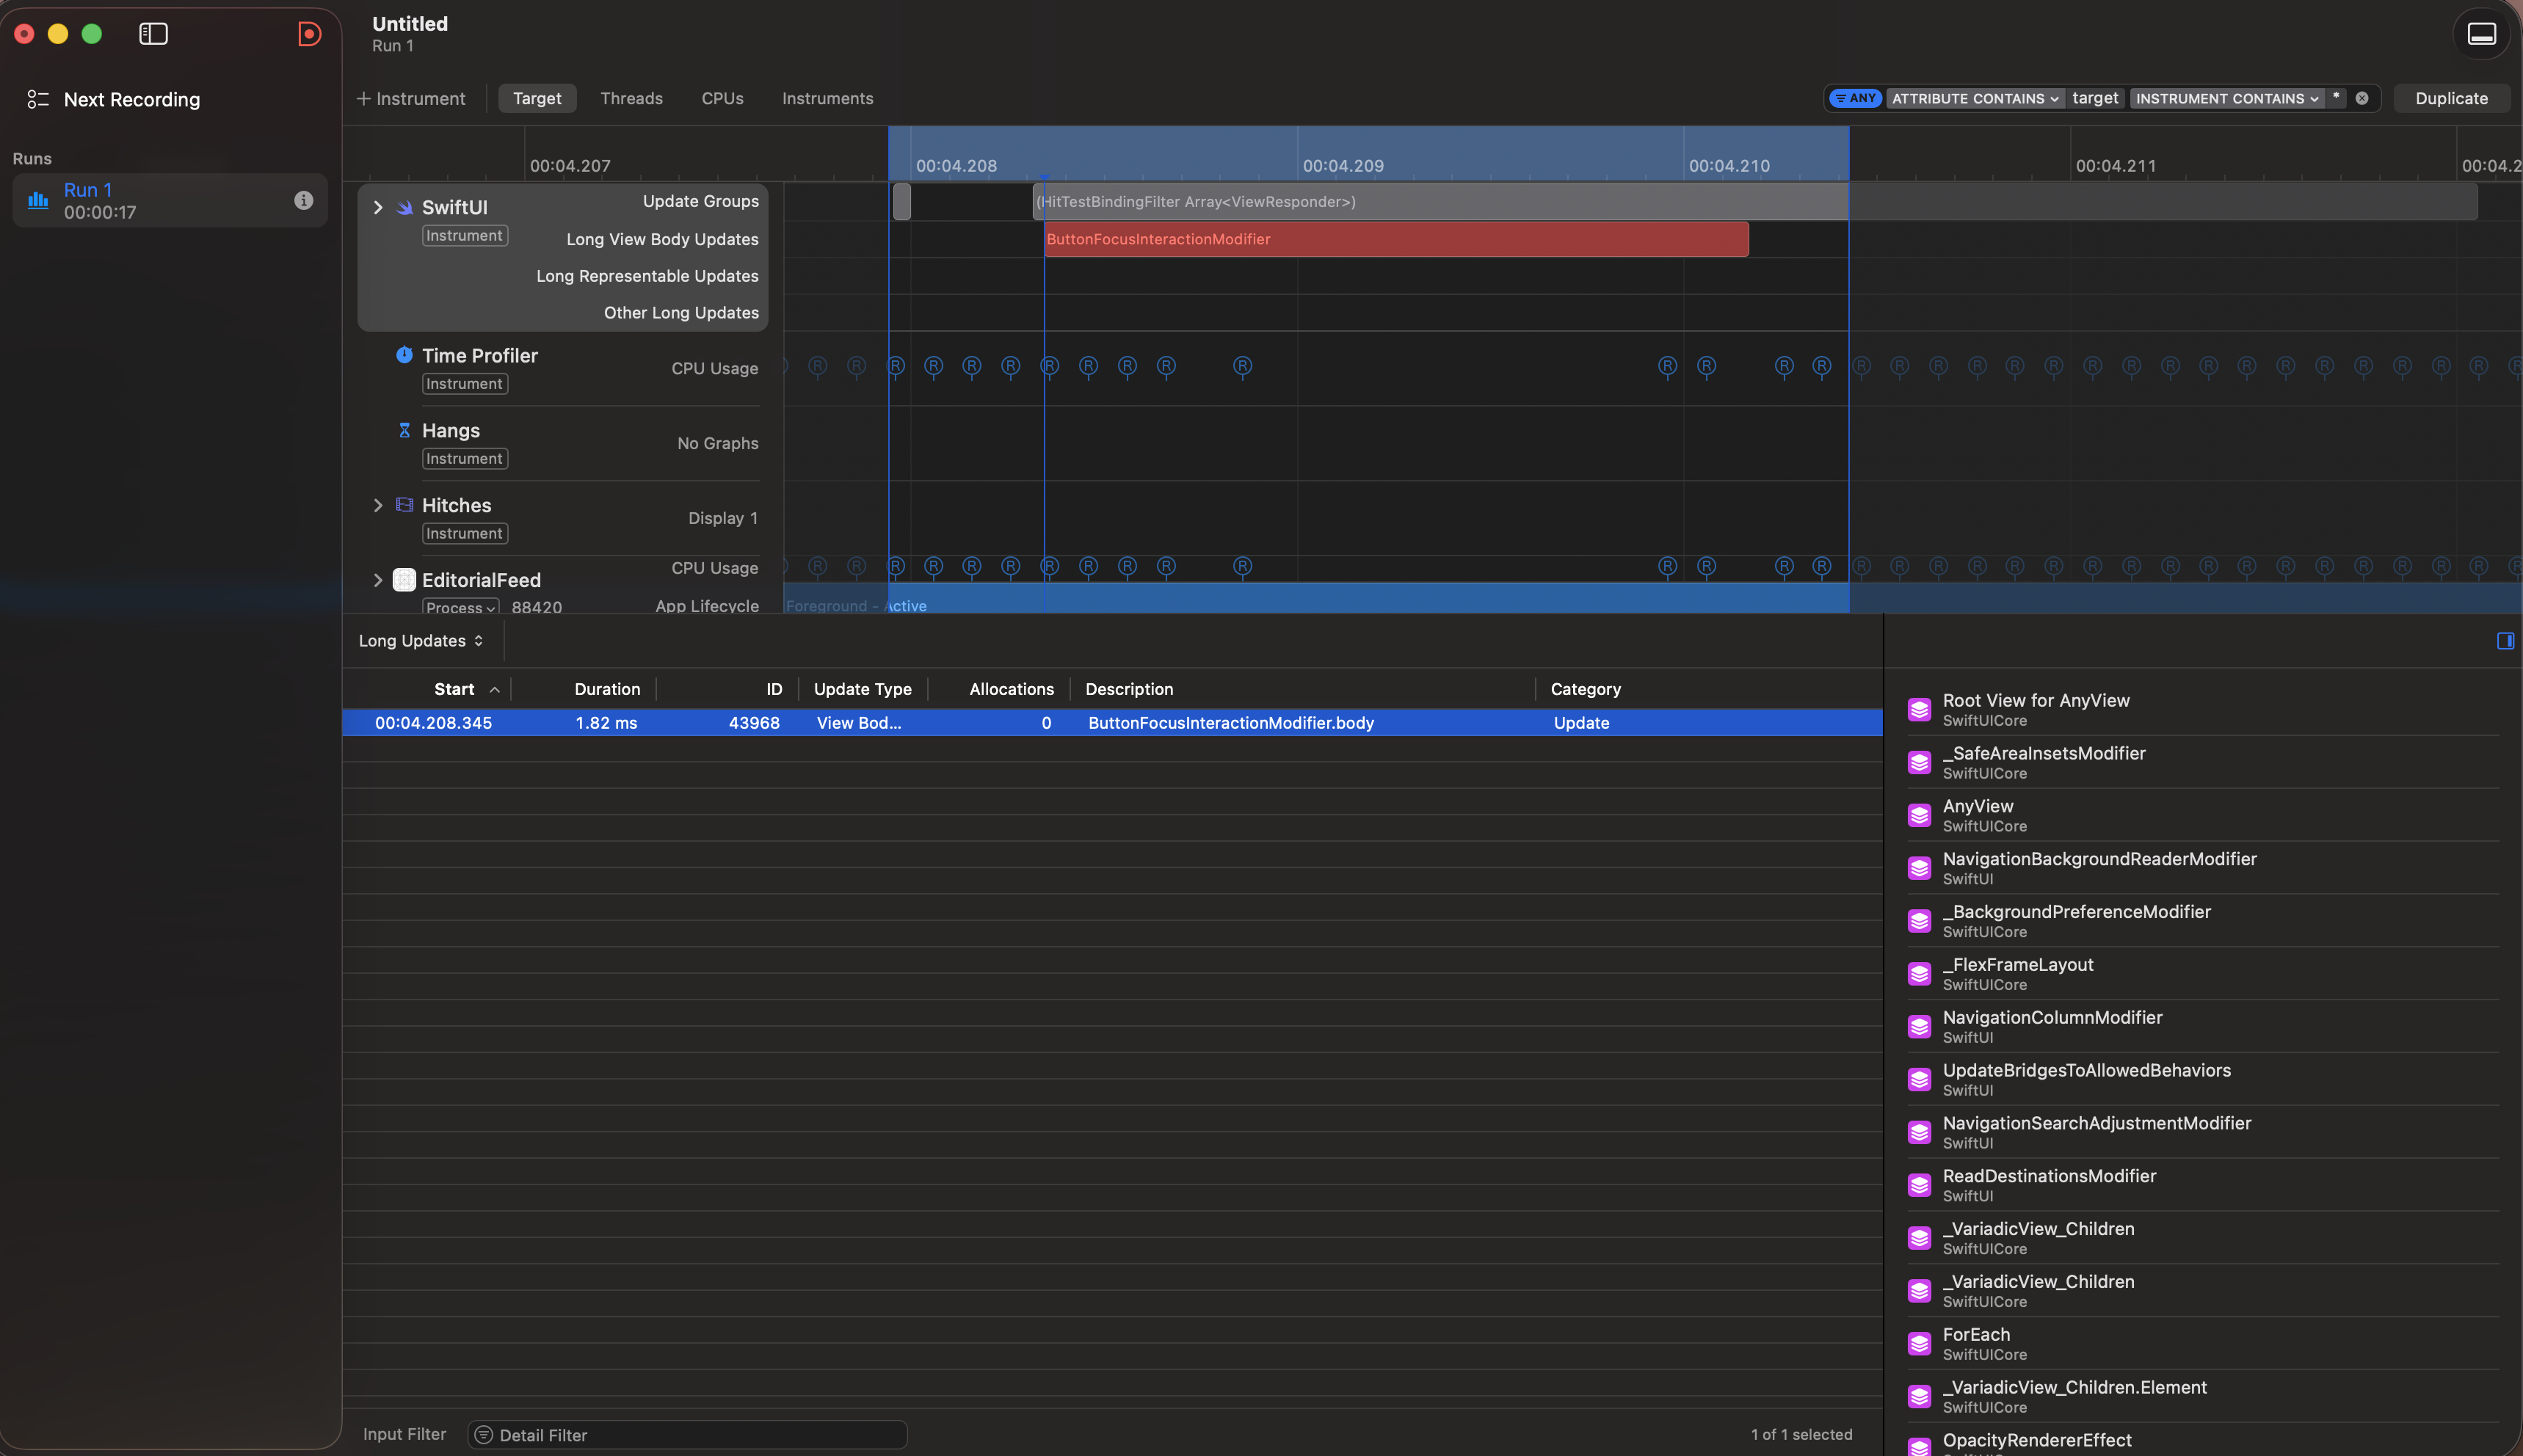 Untitled
Run 1
Next Recording
Runs
Run 1
00:00:17
Instrument
Target
Threads
CPUs
Instruments
ANY
ATTRIBUTE CONTAINS
target
INSTRUMENT CONTAINS
*
Duplicate
00:04.207
00:04.208
00:04.209
00:04.210
00:04.211
00:04.2
SwiftUI
Instrument
Update Groups
Long View Body Updates
Long Representable Updates
Other Long Updates
(HitTestBindingFilter Array<ViewResponder>)
ButtonFocusInteractionModifier
Time Profiler
Instrument
CPU Usage
R R R R R R R R R R R R R R R R R R R R R R R R R R R R R R R R R
Hangs
Instrument
No Graphs
Hitches
Instrument
Display 1
EditorialFeed
Process 88420
CPU Usage
App Lifecycle
R R R R R R R R R R R R R R R R R R R R R R R R R R R R R R R R R
Foreground - Active
Long Updates
Start Duration ID Update Type Allocations Description Category
00:04.208.345 1.82 ms 43968 View Bod... 0 ButtonFocusInteractionModifier.body Update
Root View for AnyView
SwiftUICore
_SafeAreaInsetsModifier
SwiftUICore
AnyView
SwiftUICore
NavigationBackgroundReaderModifier
SwiftUI
_BackgroundPreferenceModifier
SwiftUICore
_FlexFrameLayout
SwiftUICore
NavigationColumnModifier
SwiftUI
UpdateBridgesToAllowedBehaviors
SwiftUI
NavigationSearchAdjustmentModifier
SwiftUI
ReadDestinationsModifier
SwiftUI
_VariadicView_Children
SwiftUICore
_VariadicView_Children
SwiftUICore
ForEach
SwiftUICore
_VariadicView_Children.Element
SwiftUICore
OpacityRendererEffect
Input Filter
Detail Filter
1 of 1 selected